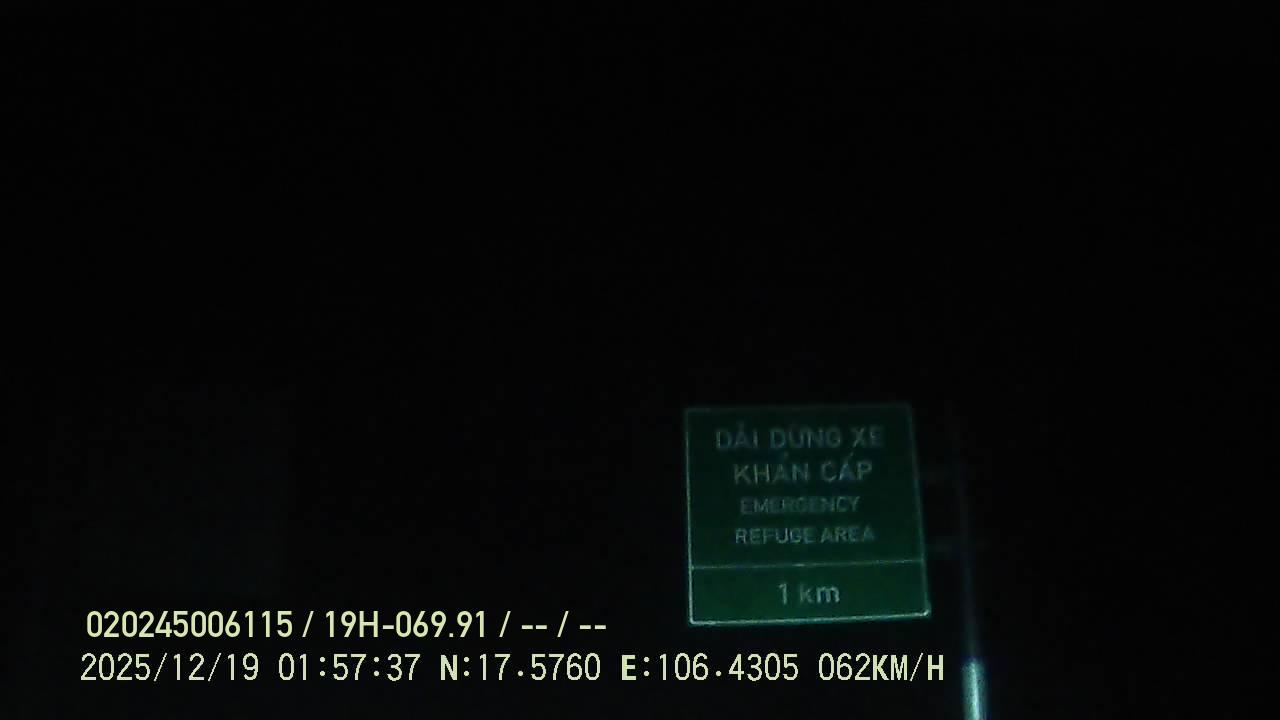 DẢI DỪNG XE
KHẨN CẤP
EMERGENCY
REFUGE AREA
1 km
020245006115 / 19H-069.91 / -- / --
2025/12/19 01:57:37 N:17.5760 E:106.4305 062KM/H